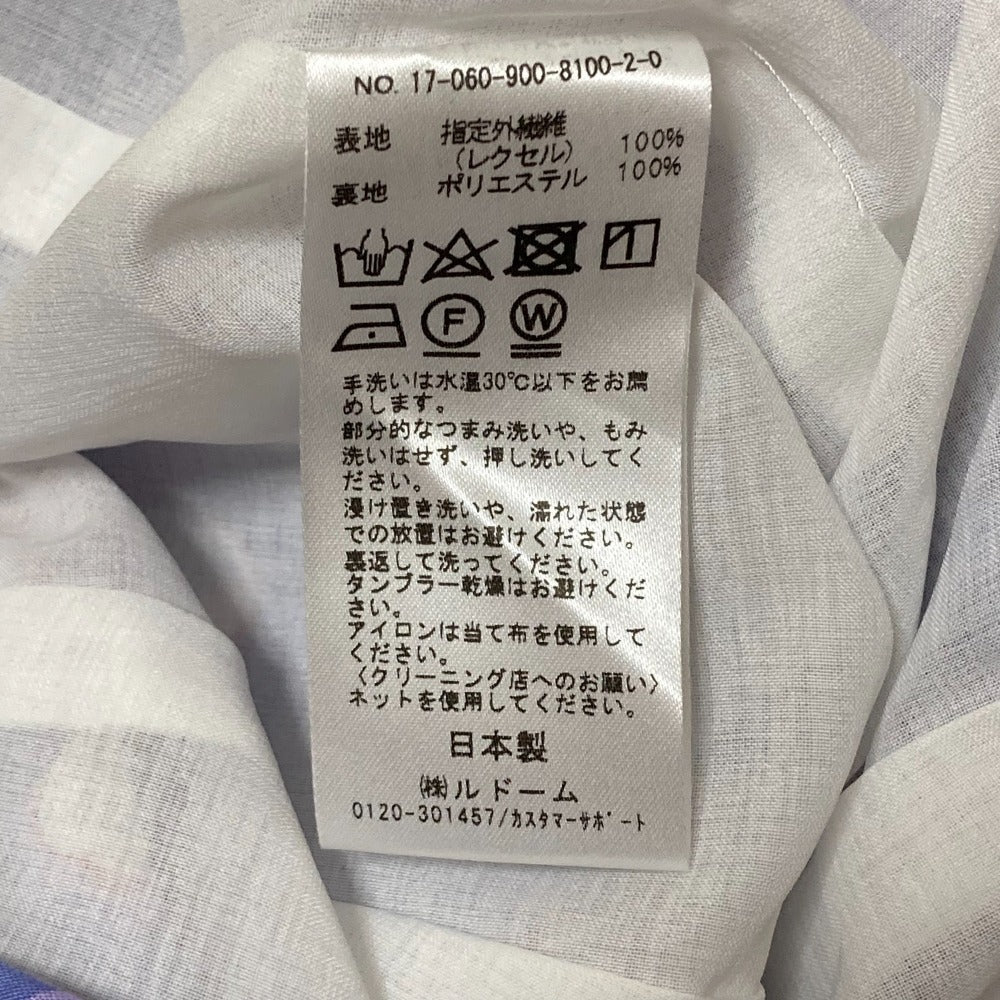 NO. 17-060-900-8100-2-0
表地 指定外繊維
(レクセル) 100%
裏地 ポリエステル 100%
F W
手洗いは水温30℃以下をお薦
めします。
部分的なつまみ洗いや、もみ
洗いはせず、押し洗いしてく
ださい。
浸け置き洗いや、濡れた状態
での放置はお避けください。
裏返して洗ってください。
タンブラー乾燥はお避けくだ
さい。
アイロンは当て布を使用して
ください。
〈クリーニング店へのお願い〉
ネットを使用してください。
日本製
㈱ルドーム
0120-301457/カスタマーサポート